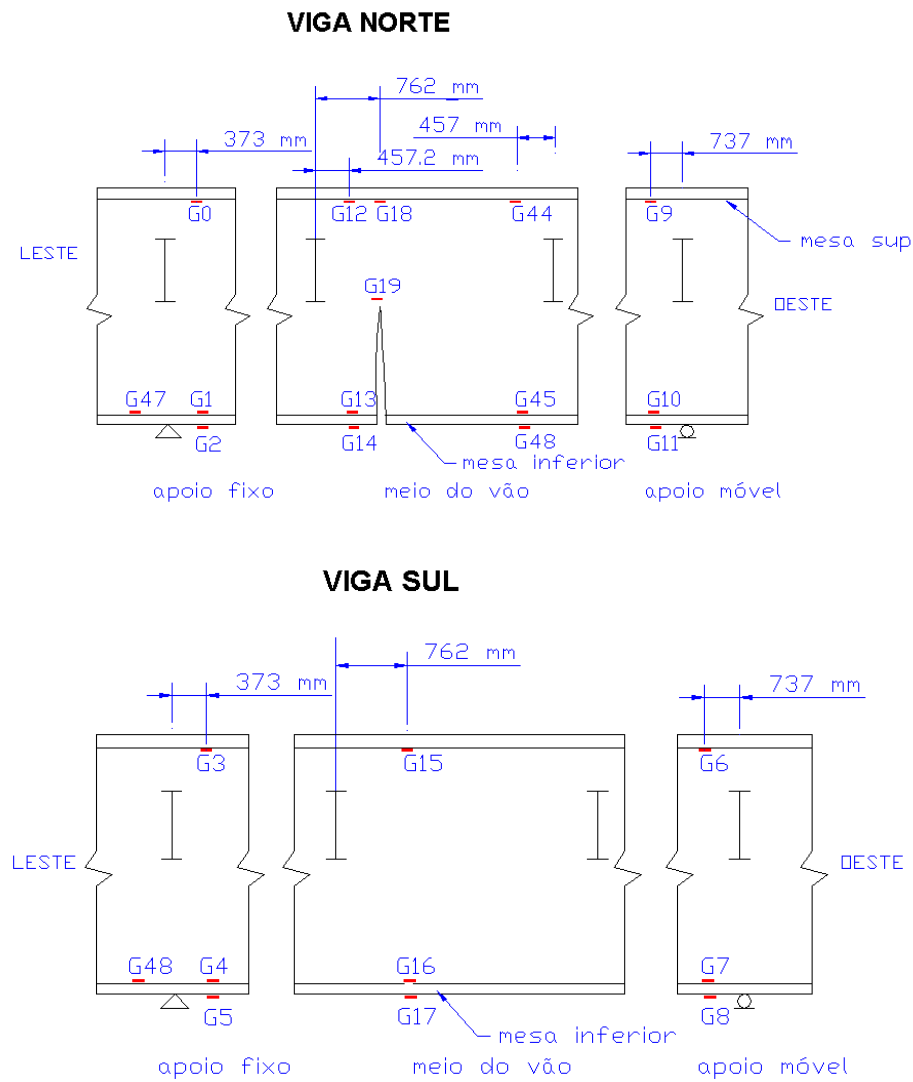 VIGA NORTE
762 mm
457 mm
373 mm
737 mm
457.2 mm
G0
G12
G18
G44
G9
mesa sup
LESTE
G19
OESTE
G47
G1
G13
G45
G10
G2
G14
G48
G11
mesa inferior
apoio fixo
meio do vão
apoio móvel
VIGA SUL
762 mm
373 mm
737 mm
G3
G15
G6
LESTE
OESTE
G48
G4
G16
G7
G5
G17
G8
mesa inferior
apoio fixo
meio do vão
apoio móvel